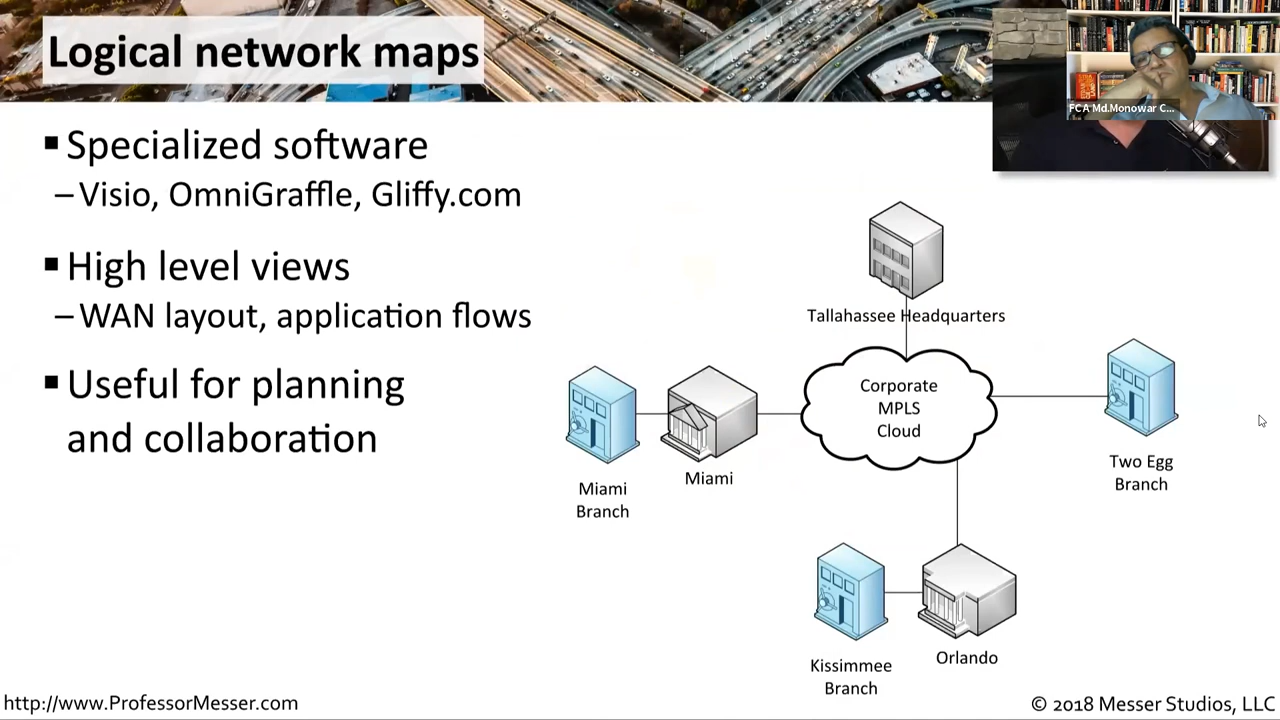 Logical network maps
FCA Md.Monowar C...
▪ Specialized software
– Visio, OmniGraffle, Gliffy.com
▪ High level views
– WAN layout, application flows
▪ Useful for planning
and collaboration
Tallahassee Headquarters
Corporate
MPLS
Cloud
Miami
Branch
Miami
Two Egg
Branch
Kissimmee
Branch
Orlando
http://www.ProfessorMesser.com
© 2018 Messer Studios, LLC